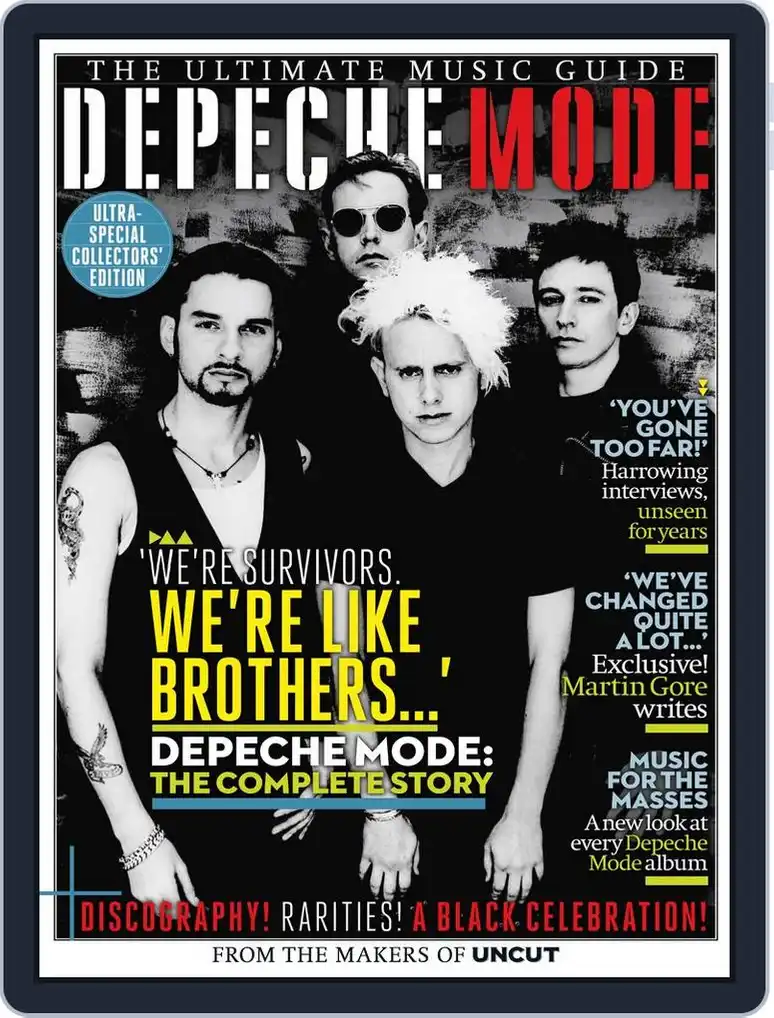 THE ULTIMATE MUSIC GUIDE
DEPECHE MODE
ULTRA-
SPECIAL
COLLECTORS'
EDITION
'YOU'VE
GONE
TOO FAR!'
Harrowing
interviews,
unseen
for years
'WE'RE SURVIVORS.
WE'RE LIKE
BROTHERS...'
DEPECHE MODE:
THE COMPLETE STORY
'WE'VE
CHANGED
QUITE
A LOT...'
Exclusive!
Martin Gore
writes
MUSIC
FOR THE
MASSES
A new look at
every Depeche
Mode album
DISCOGRAPHY! RARITIES! A BLACK CELEBRATION!
FROM THE MAKERS OF UNCUT